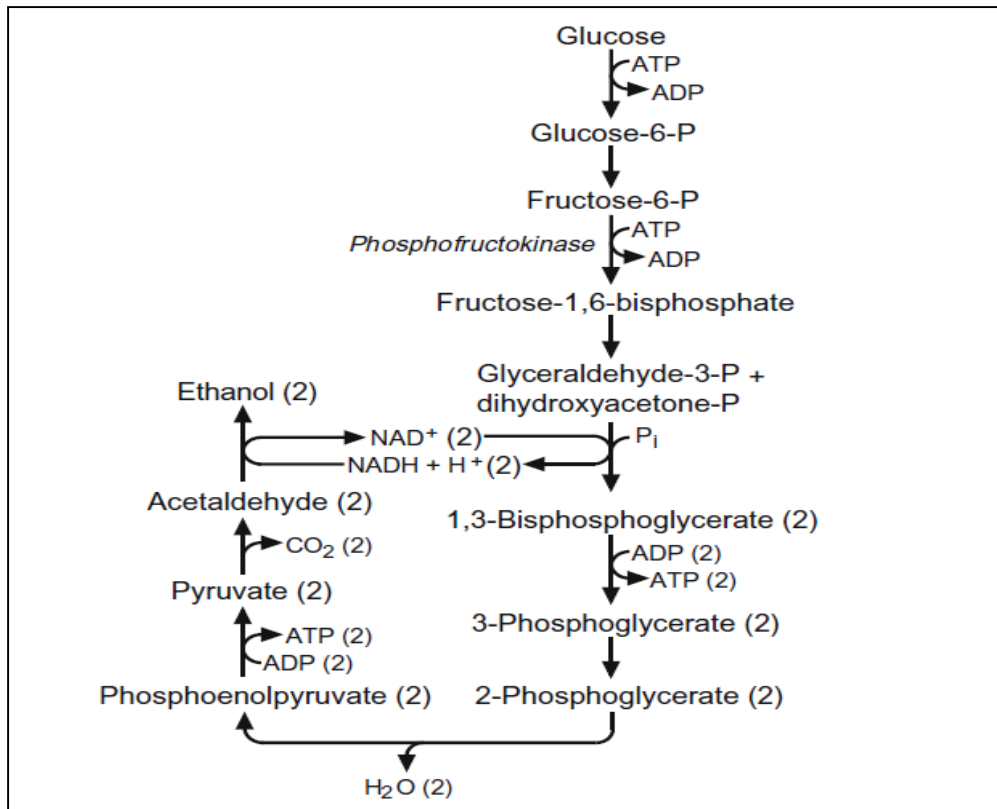 Glucose
ATP
ADP
Glucose-6-P
Fructose-6-P
Phosphofructokinase
ATP
ADP
Fructose-1,6-bisphosphate
Glyceraldehyde-3-P +
dihydroxyacetone-P
Pi
NAD+ (2)
NADH + H+(2)
1,3-Bisphosphoglycerate (2)
ADP (2)
ATP (2)
3-Phosphoglycerate (2)
2-Phosphoglycerate (2)
H2O (2)
Phosphoenolpyruvate (2)
ATP (2)
ADP (2)
Pyruvate (2)
CO2 (2)
Acetaldehyde (2)
Ethanol (2)